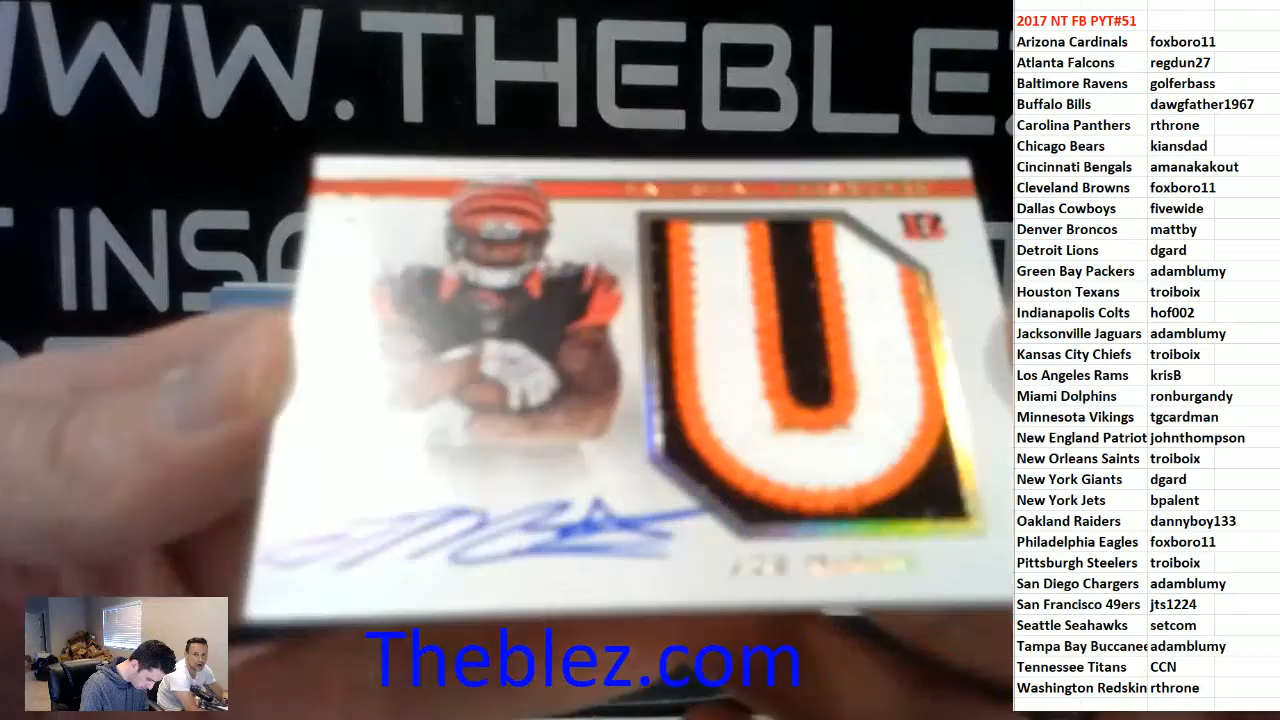 WWW.THEBLE
T INS
Theblez.com
2017 NT FB PYT#51
Arizona Cardinals foxboro11
Atlanta Falcons regdun27
Baltimore Ravens golferbass
Buffalo Bills dawgfather1967
Carolina Panthers rthrone
Chicago Bears kiansdad
Cincinnati Bengals amanakakout
Cleveland Browns foxboro11
Dallas Cowboys fivewide
Denver Broncos mattby
Detroit Lions dgard
Green Bay Packers adamblumy
Houston Texans troiboix
Indianapolis Colts hof002
Jacksonville Jaguars adamblumy
Kansas City Chiefs troiboix
Los Angeles Rams krisB
Miami Dolphins ronburgandy
Minnesota Vikings tgcardman
New England Patriot johnthompson
New Orleans Saints troiboix
New York Giants dgard
New York Jets bpalent
Oakland Raiders dannyboy133
Philadelphia Eagles foxboro11
Pittsburgh Steelers troiboix
San Diego Chargers adamblumy
San Francisco 49ers jts1224
Seattle Seahawks setcom
Tampa Bay Buccanee adamblumy
Tennessee Titans CCN
Washington Redskin rthrone